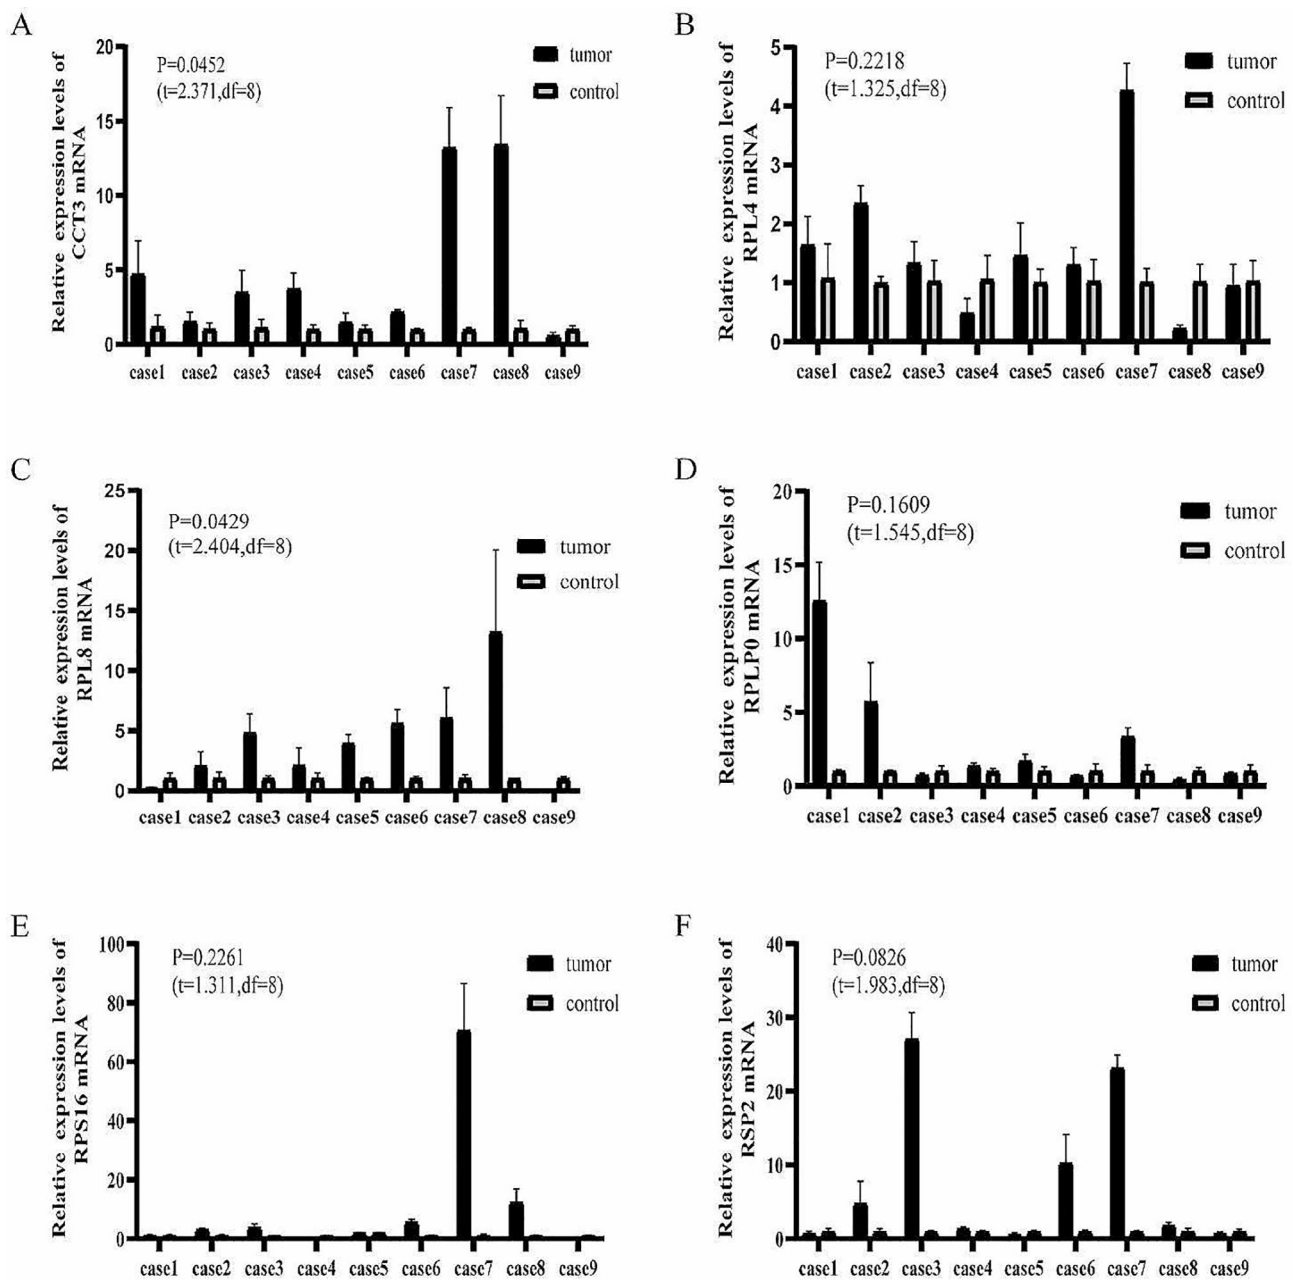 A
Relative expression levels of
CCT3 mRNA
20
15
10
5
0
P=0.0452
(t=2.371,df=8)
tumor
control
case1 case2 case3 case4 case5 case6 case7 case8 case9
B
Relative expression levels of
RPL4 mRNA
5
4
3
2
1
0
P=0.2218
(t=1.325,df=8)
tumor
control
case1 case2 case3 case4 case5 case6 case7 case8 case9
C
Relative expression levels of
RPL8 mRNA
25
20
15
10
5
0
P=0.0429
(t=2.404,df=8)
tumor
control
case1 case2 case3 case4 case5 case6 case7 case8 case9
D
Relative expression levels of
RPLP0 mRNA
20
15
10
5
0
P=0.1609
(t=1.545,df=8)
tumor
control
case1 case2 case3 case4 case5 case6 case7 case8 case9
E
Relative expression levels of
RPS16 mRNA
100
80
60
40
20
0
P=0.2261
(t=1.311,df=8)
tumor
control
case1 case2 case3 case4 case5 case6 case7 case8 case9
F
Relative expression levels of
RSP2 mRNA
40
30
20
10
0
P=0.0826
(t=1.983,df=8)
tumor
control
case1 case2 case3 case4 case5 case6 case7 case8 case9